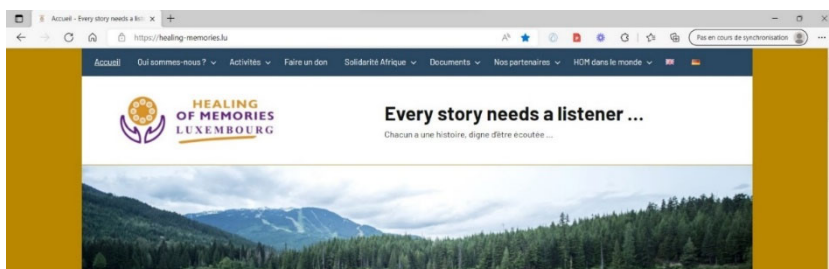 Accueil - Every story needs a lis
https://healing-memories.lu
Pas en cours de synchronisation
Accueil Qui sommes-nous ? Activités Faire un don Solidarité Afrique Documents Nos partenaires HOM dans le monde
HEALING
OF MEMORIES
LUXEMBOURG
Every story needs a listener ...
Chacun a une histoire, digne d'être écoutée ...